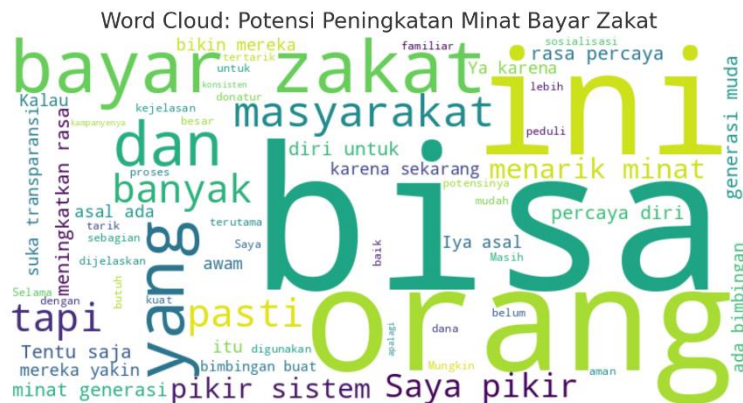 Word Cloud: Potensi Peningkatan Minat Bayar Zakat
bayar zakat
bikin mereka
familiar
sosialisasi
tertarik
rasa percaya
untuk
Ya karena
ini
konsisten
lebih
Kalau
kejelasan
donatur
masyarakat
generasi muda
kampanyenya
besar
peduli
suka transparansi
meningkatkan rasa
dan
diri untuk
karena sekarang
menarik minat
proses
banyak
bisa
potensinya
mudah
asal ada
tarik
terutama
percaya diri
sebagian
yang
Saya
baik
Iya asal
Masih
dijelaskan
awam
Selama
dengan
butuh
kuat
orang
ada bimbingan
tapi
pasti
belum
dana
apalagi
Tentu saja
itu
digunakan
mereka yakin
bimbingan buat
Mungkin
aman
minat generasi
pikir sistem
Saya pikir